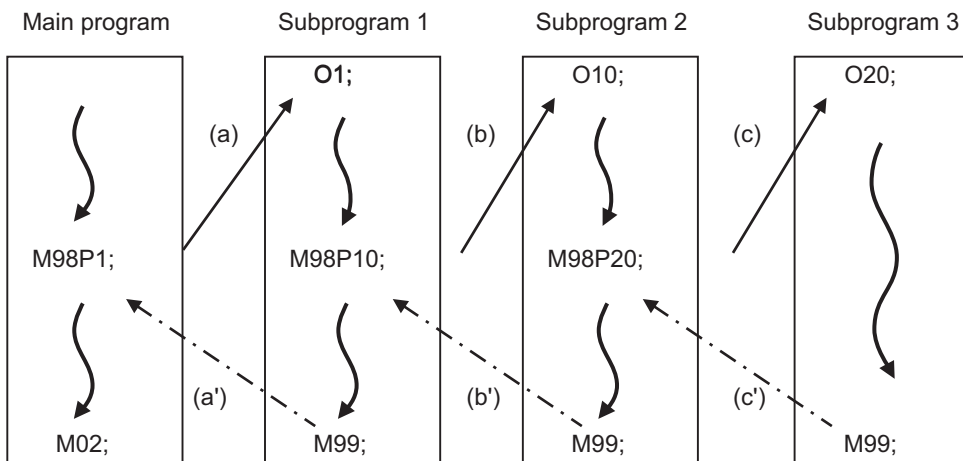 Main program
Subprogram 1
Subprogram 2
Subprogram 3
O1;
O10;
O20;
(a)
(b)
(c)
M98P1;
M98P10;
M98P20;
(a')
(b')
(c')
M02;
M99;
M99;
M99;